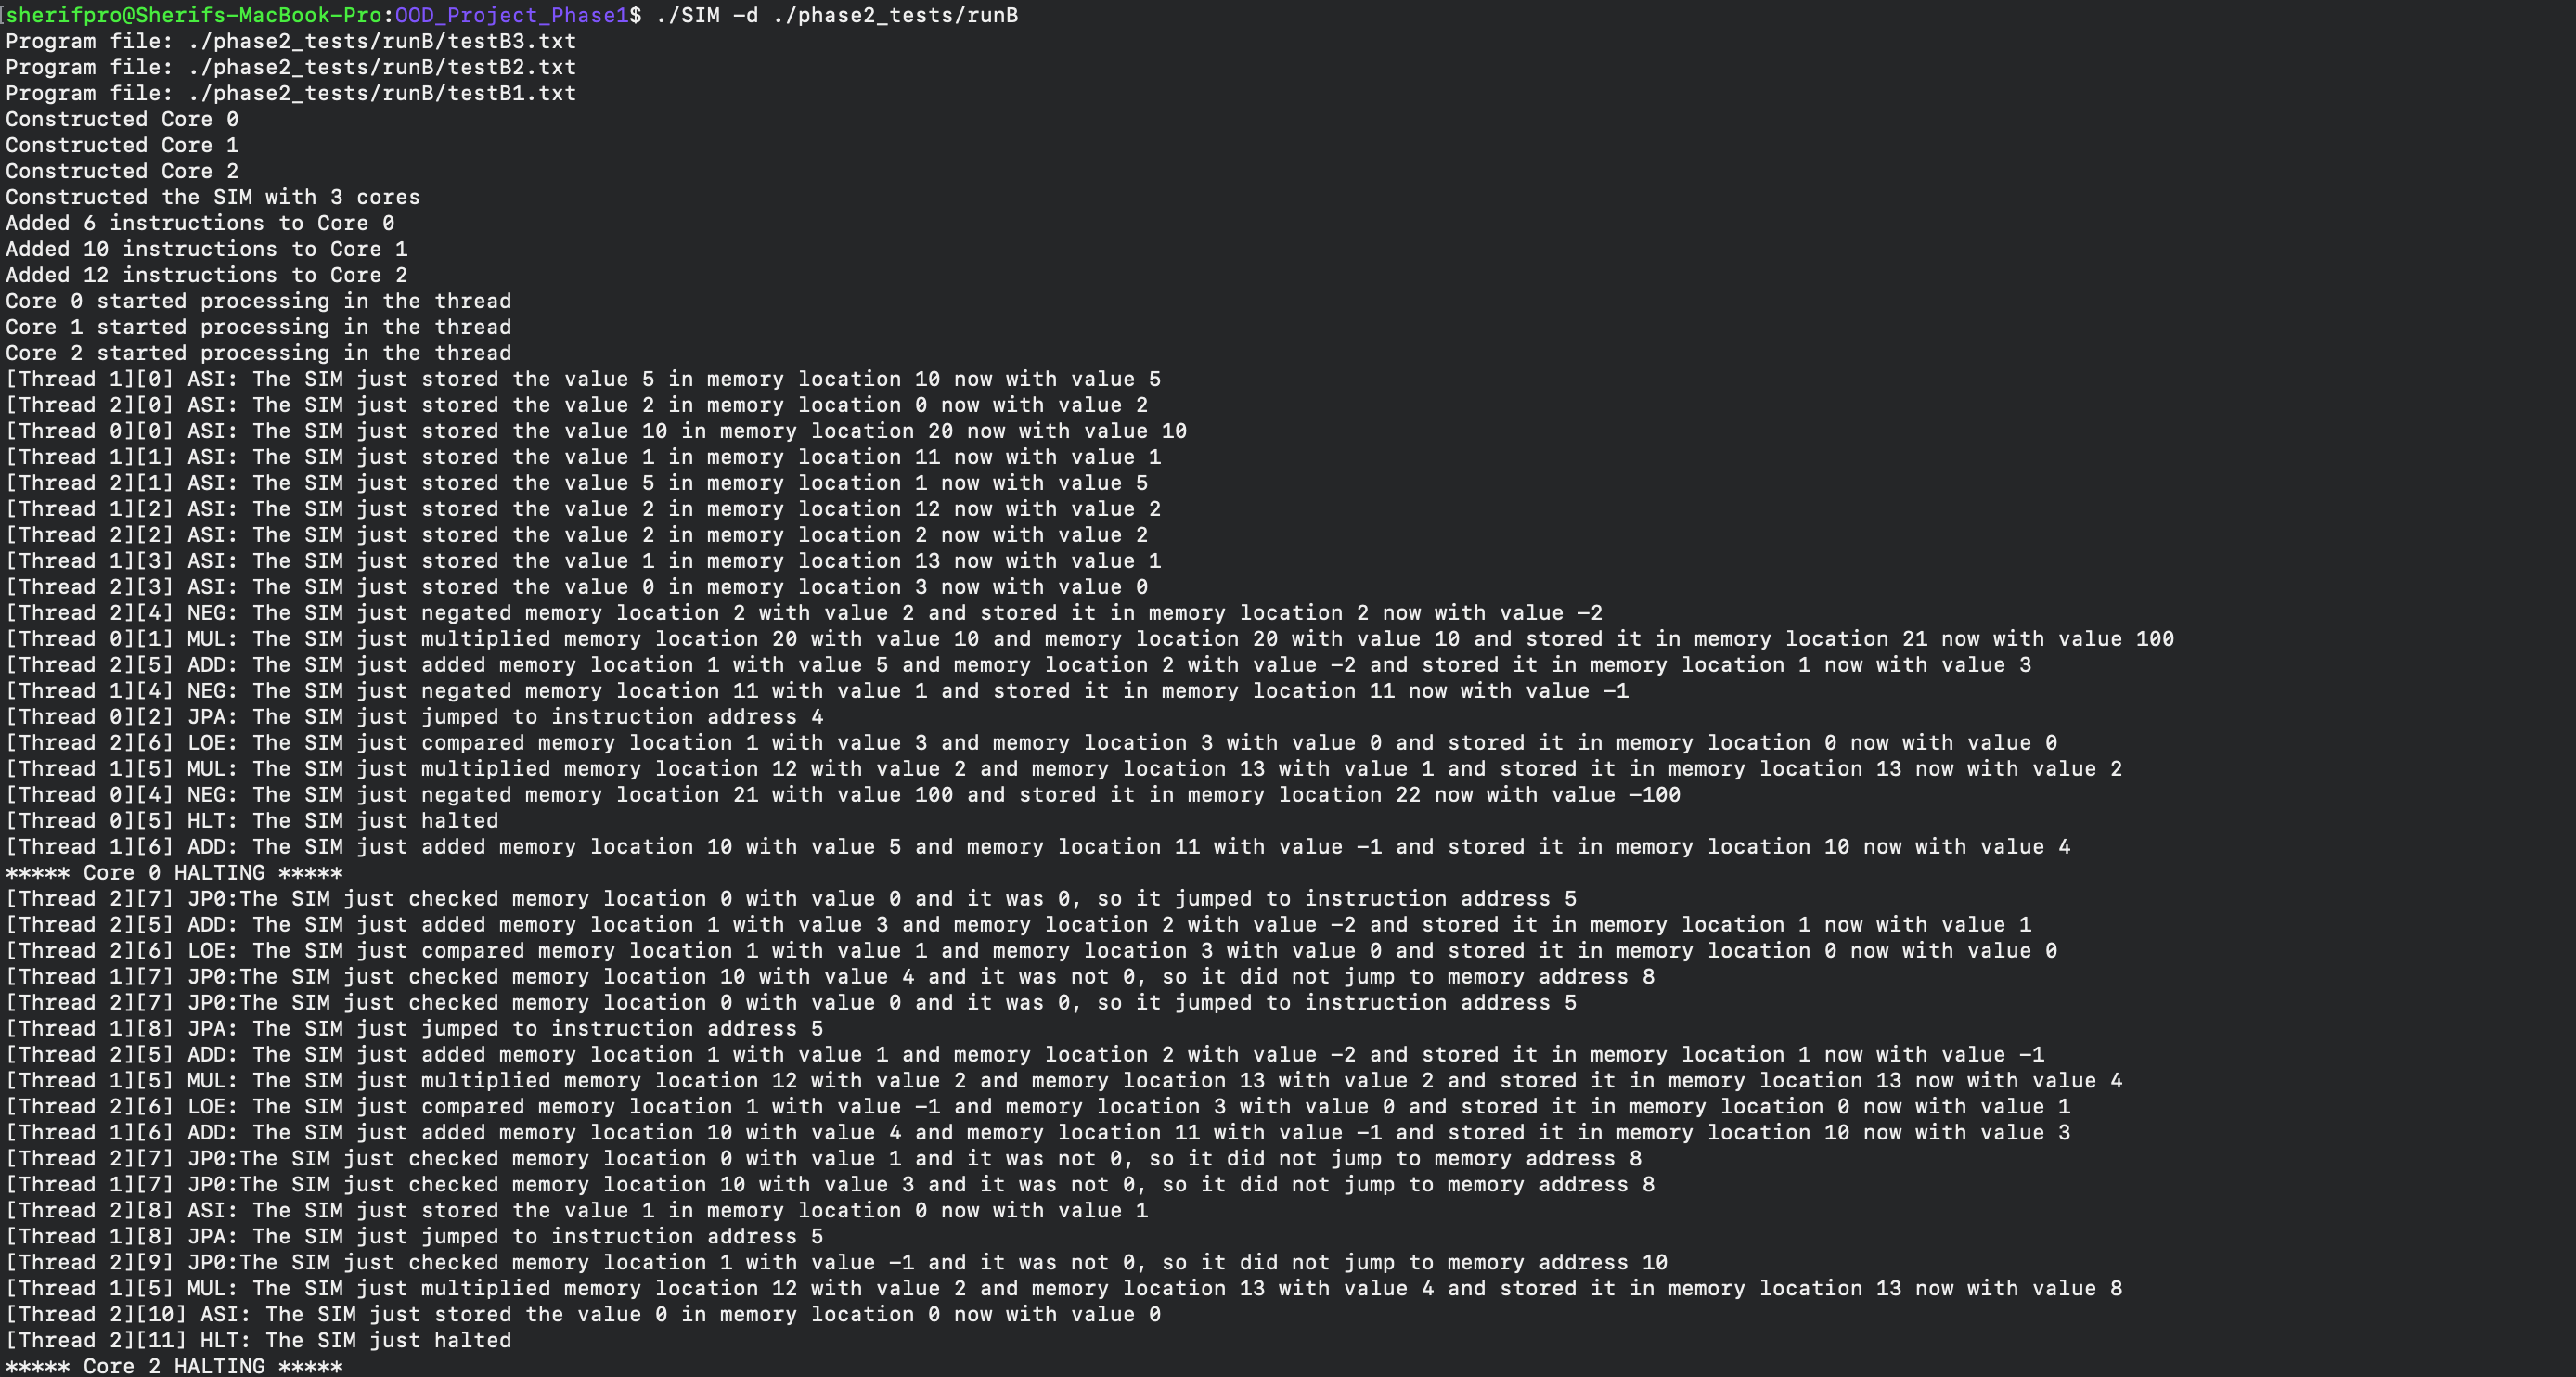 [sherifpro@Sherifs-MacBook-Pro:OOD_Project_Phase1$ ./SIM -d ./phase2_tests/runB
Program file: ./phase2_tests/runB/testB3.txt
Program file: ./phase2_tests/runB/testB2.txt
Program file: ./phase2_tests/runB/testB1.txt
Constructed Core 0
Constructed Core 1
Constructed Core 2
Constructed the SIM with 3 cores
Added 6 instructions to Core 0
Added 10 instructions to Core 1
Added 12 instructions to Core 2
Core 0 started processing in the thread
Core 1 started processing in the thread
Core 2 started processing in the thread
[Thread 1][0] ASI: The SIM just stored the value 5 in memory location 10 now with value 5
[Thread 2][0] ASI: The SIM just stored the value 2 in memory location 0 now with value 2
[Thread 0][0] ASI: The SIM just stored the value 10 in memory location 20 now with value 10
[Thread 1][1] ASI: The SIM just stored the value 1 in memory location 11 now with value 1
[Thread 2][1] ASI: The SIM just stored the value 5 in memory location 1 now with value 5
[Thread 1][2] ASI: The SIM just stored the value 2 in memory location 12 now with value 2
[Thread 2][2] ASI: The SIM just stored the value 2 in memory location 2 now with value 2
[Thread 1][3] ASI: The SIM just stored the value 1 in memory location 13 now with value 1
[Thread 2][3] ASI: The SIM just stored the value 0 in memory location 3 now with value 0
[Thread 2][4] NEG: The SIM just negated memory location 2 with value 2 and stored it in memory location 2 now with value -2
[Thread 0][1] MUL: The SIM just multiplied memory location 20 with value 10 and memory location 20 with value 10 and stored it in memory location 21 now with value 100
[Thread 2][5] ADD: The SIM just added memory location 1 with value 5 and memory location 2 with value -2 and stored it in memory location 1 now with value 3
[Thread 1][4] NEG: The SIM just negated memory location 11 with value 1 and stored it in memory location 11 now with value -1
[Thread 0][2] JPA: The SIM just jumped to instruction address 4
[Thread 2][6] LOE: The SIM just compared memory location 1 with value 3 and memory location 3 with value 0 and stored it in memory location 0 now with value 0
[Thread 1][5] MUL: The SIM just multiplied memory location 12 with value 2 and memory location 13 with value 1 and stored it in memory location 13 now with value 2
[Thread 0][4] NEG: The SIM just negated memory location 21 with value 100 and stored it in memory location 22 now with value -100
[Thread 0][5] HLT: The SIM just halted
[Thread 1][6] ADD: The SIM just added memory location 10 with value 5 and memory location 11 with value -1 and stored it in memory location 10 now with value 4
***** Core 0 HALTING *****
[Thread 2][7] JP0:The SIM just checked memory location 0 with value 0 and it was 0, so it jumped to instruction address 5
[Thread 2][5] ADD: The SIM just added memory location 1 with value 3 and memory location 2 with value -2 and stored it in memory location 1 now with value 1
[Thread 2][6] LOE: The SIM just compared memory location 1 with value 1 and memory location 3 with value 0 and stored it in memory location 0 now with value 0
[Thread 1][7] JP0:The SIM just checked memory location 10 with value 4 and it was not 0, so it did not jump to memory address 8
[Thread 2][7] JP0:The SIM just checked memory location 0 with value 0 and it was 0, so it jumped to instruction address 5
[Thread 1][8] JPA: The SIM just jumped to instruction address 5
[Thread 2][5] ADD: The SIM just added memory location 1 with value 1 and memory location 2 with value -2 and stored it in memory location 1 now with value -1
[Thread 1][5] MUL: The SIM just multiplied memory location 12 with value 2 and memory location 13 with value 2 and stored it in memory location 13 now with value 4
[Thread 2][6] LOE: The SIM just compared memory location 1 with value -1 and memory location 3 with value 0 and stored it in memory location 0 now with value 1
[Thread 1][6] ADD: The SIM just added memory location 10 with value 4 and memory location 11 with value -1 and stored it in memory location 10 now with value 3
[Thread 2][7] JP0:The SIM just checked memory location 0 with value 1 and it was not 0, so it did not jump to memory address 8
[Thread 1][7] JP0:The SIM just checked memory location 10 with value 3 and it was not 0, so it did not jump to memory address 8
[Thread 2][8] ASI: The SIM just stored the value 1 in memory location 0 now with value 1
[Thread 1][8] JPA: The SIM just jumped to instruction address 5
[Thread 2][9] JP0:The SIM just checked memory location 1 with value -1 and it was not 0, so it did not jump to memory address 10
[Thread 1][5] MUL: The SIM just multiplied memory location 12 with value 2 and memory location 13 with value 4 and stored it in memory location 13 now with value 8
[Thread 2][10] ASI: The SIM just stored the value 0 in memory location 0 now with value 0
[Thread 2][11] HLT: The SIM just halted
***** Core 2 HALTING *****